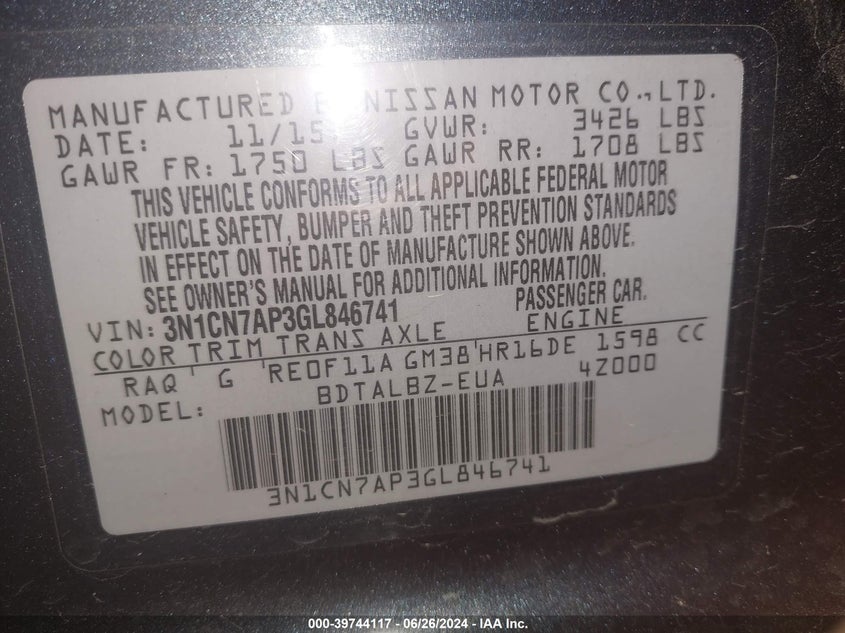 MANUFACTURED BY NISSAN MOTOR CO., LTD.
DATE: 11/15 GVWR: 3426 LBS
GAWR FR: 1750 LBS GAWR RR: 1708 LBS
THIS VEHICLE CONFORMS TO ALL APPLICABLE FEDERAL MOTOR
VEHICLE SAFETY, BUMPER AND THEFT PREVENTION STANDARDS
IN EFFECT ON THE DATE OF MANUFACTURE SHOWN ABOVE.
SEE OWNER'S MANUAL FOR ADDITIONAL INFORMATION.
VIN: 3N1CN7AP3GL846741 PASSENGER CAR.
COLOR TRIM TRANS AXLE ENGINE
RAQ G RE0F11A GM38 HR16DE 1598 CC
MODEL: BDTALBZ-EUA 4Z000
3N1CN7AP3GL846741
000-39744117 - 06/26/2024 - IAA Inc.